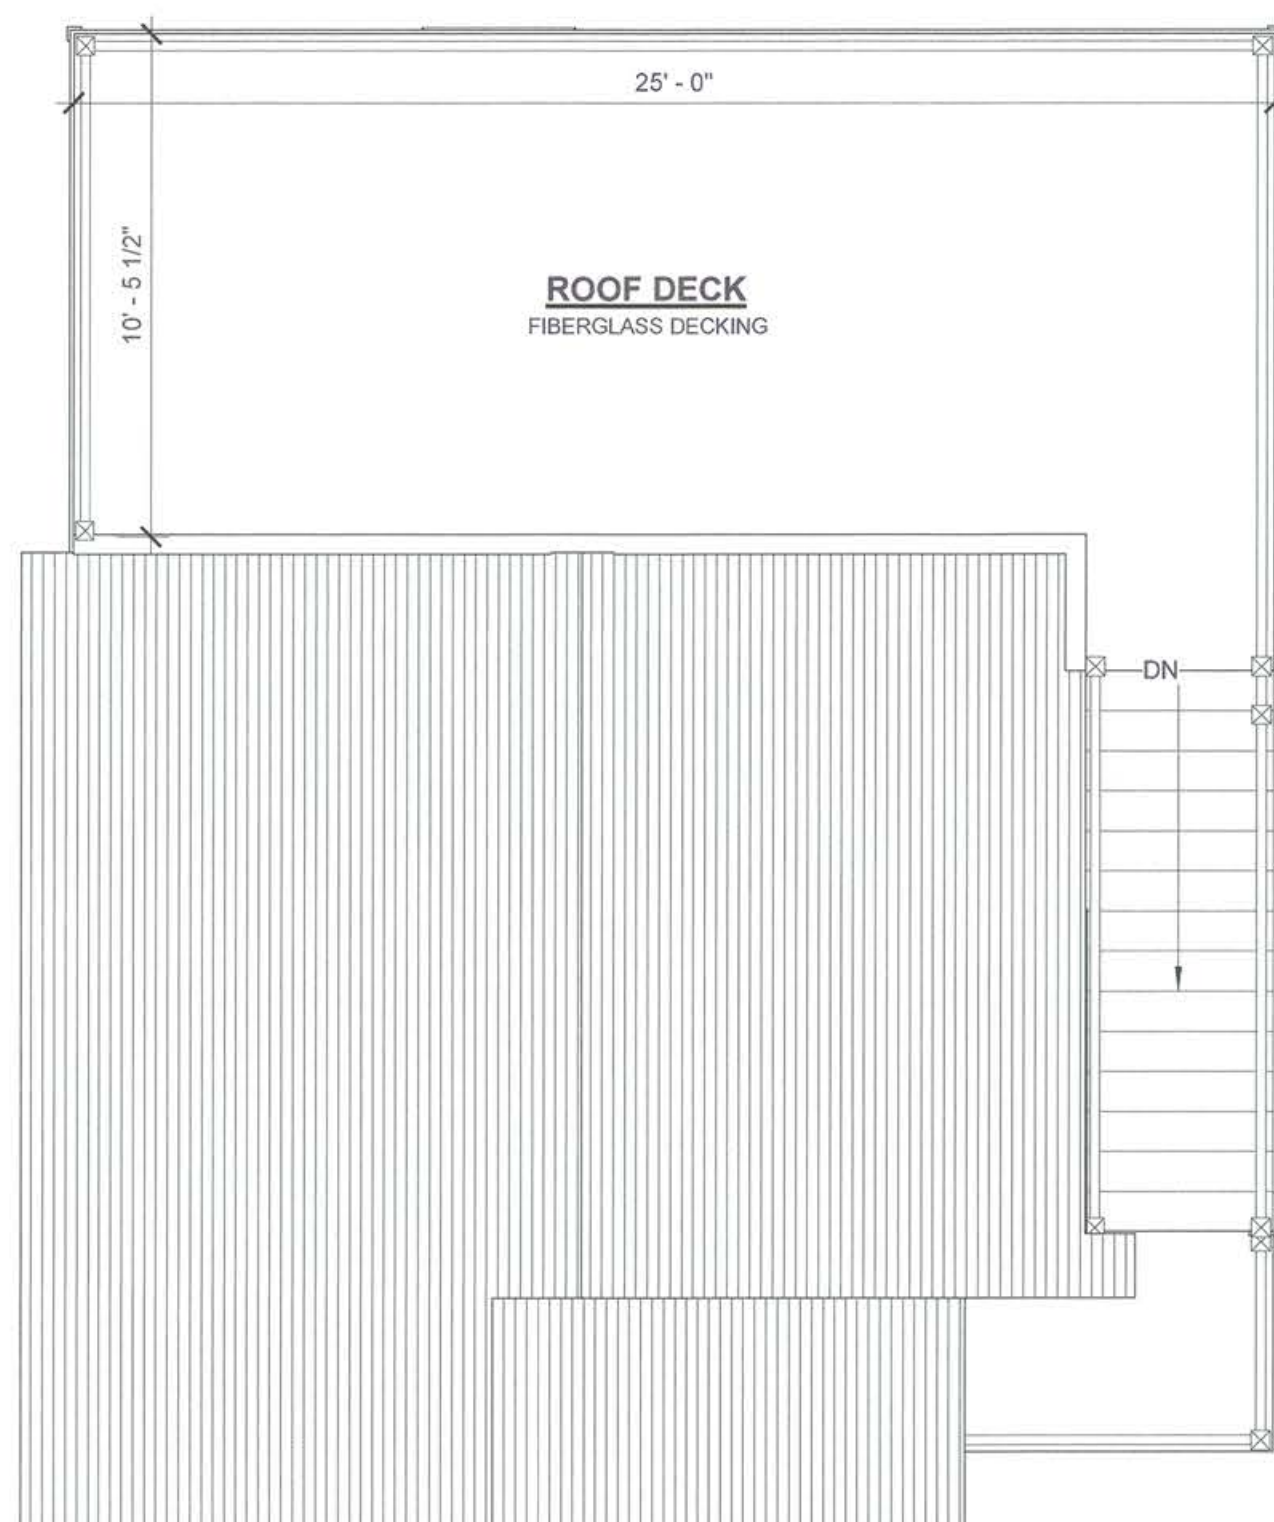 25' - 0"
10' - 5 1/2"
ROOF DECK
FIBERGLASS DECKING
DN